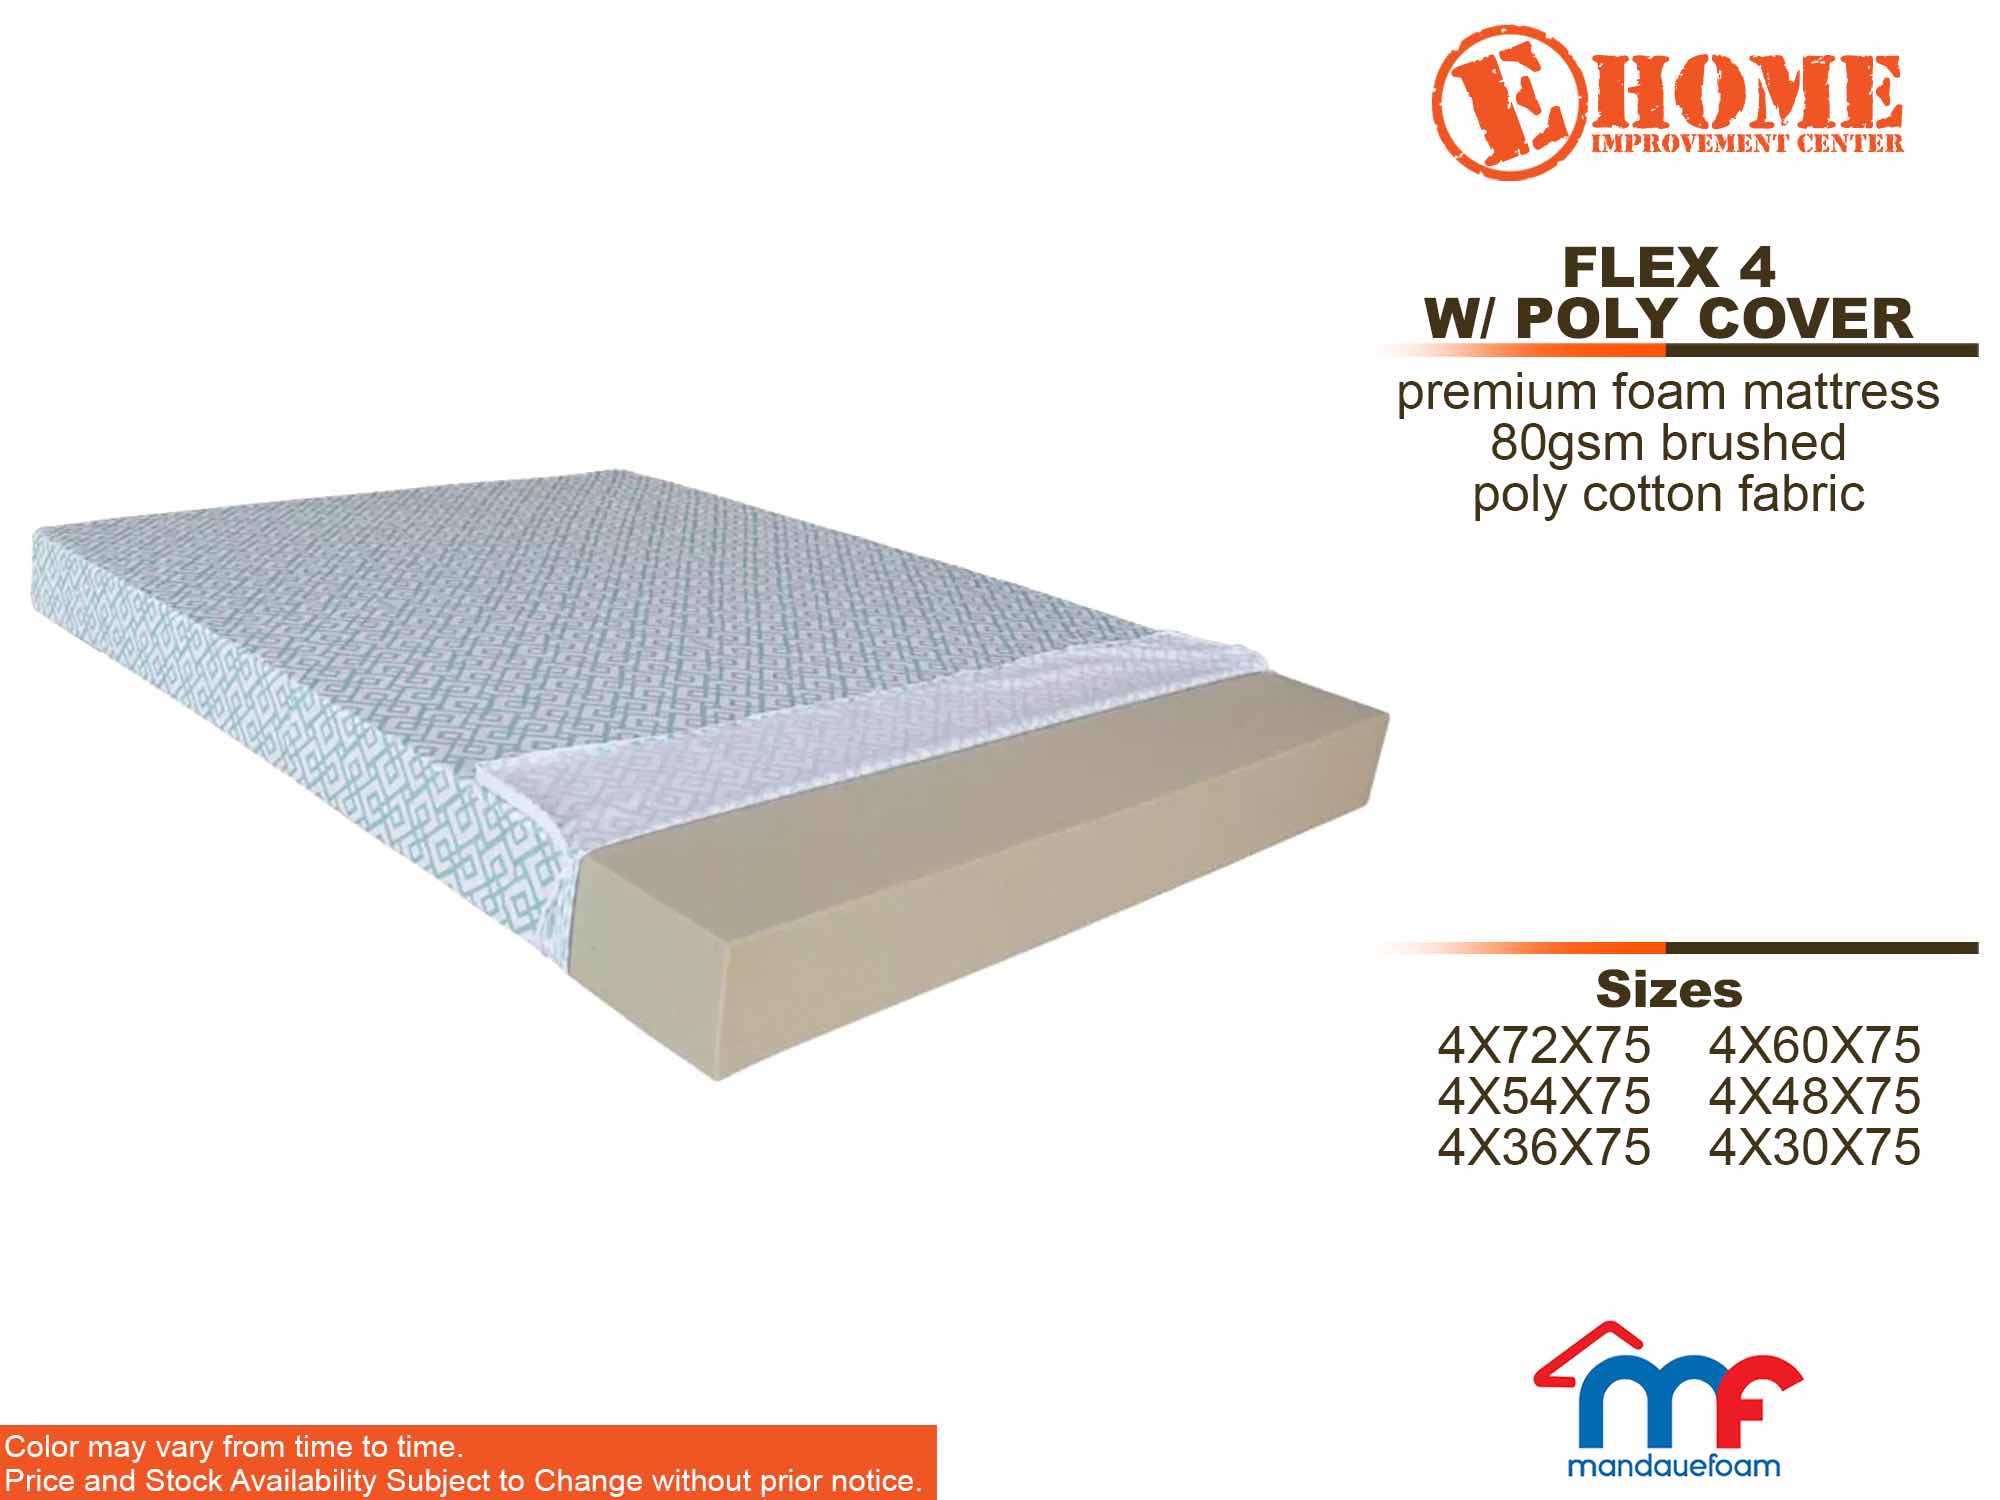 E HOME
IMPROVEMENT CENTER
FLEX 4
W/ POLY COVER
premium foam mattress
80gsm brushed
poly cotton fabric
Sizes
4X72X75 4X60X75
4X54X75 4X48X75
4X36X75 4X30X75
mf
mandauefoam
Color may vary from time to time.
Price and Stock Availability Subject to Change without prior notice.